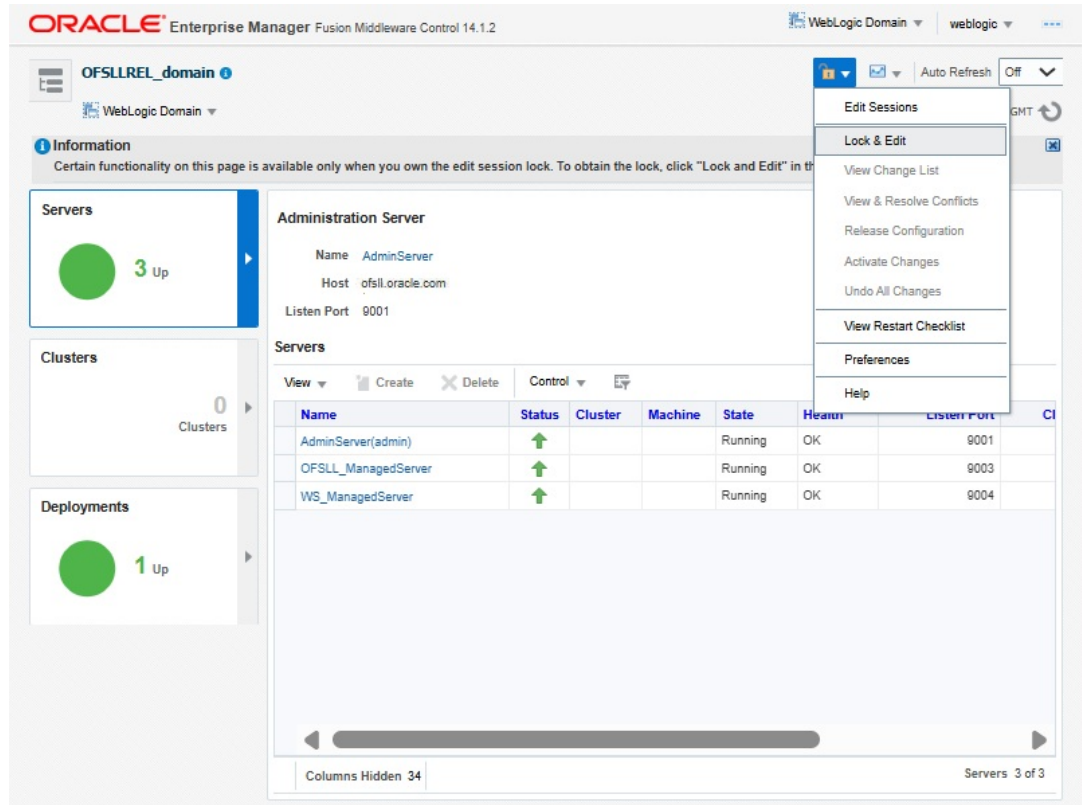 ORACLE Enterprise Manager Fusion Middleware Control 14.1.2
WebLogic Domain
weblogic
OFSLLREL_domain
Auto Refresh Off
WebLogic Domain
GMT
Information
Certain functionality on this page is available only when you own the edit session lock. To obtain the lock, click "Lock and Edit" in th
Edit Sessions
Lock & Edit
View Change List
View & Resolve Conflicts
Release Configuration
Activate Changes
Undo All Changes
View Restart Checklist
Preferences
Help
Servers
3 Up
Clusters
0
Clusters
Deployments
1 Up
Administration Server
Name AdminServer
Host ofsll.oracle.com
Listen Port 9001
Servers
View Create Delete Control
Name Status Cluster Machine State Health Listen Port Cl
AdminServer(admin) Running OK 9001
OFSLL_ManagedServer Running OK 9003
WS_ManagedServer Running OK 9004
Columns Hidden 34
Servers 3 of 3